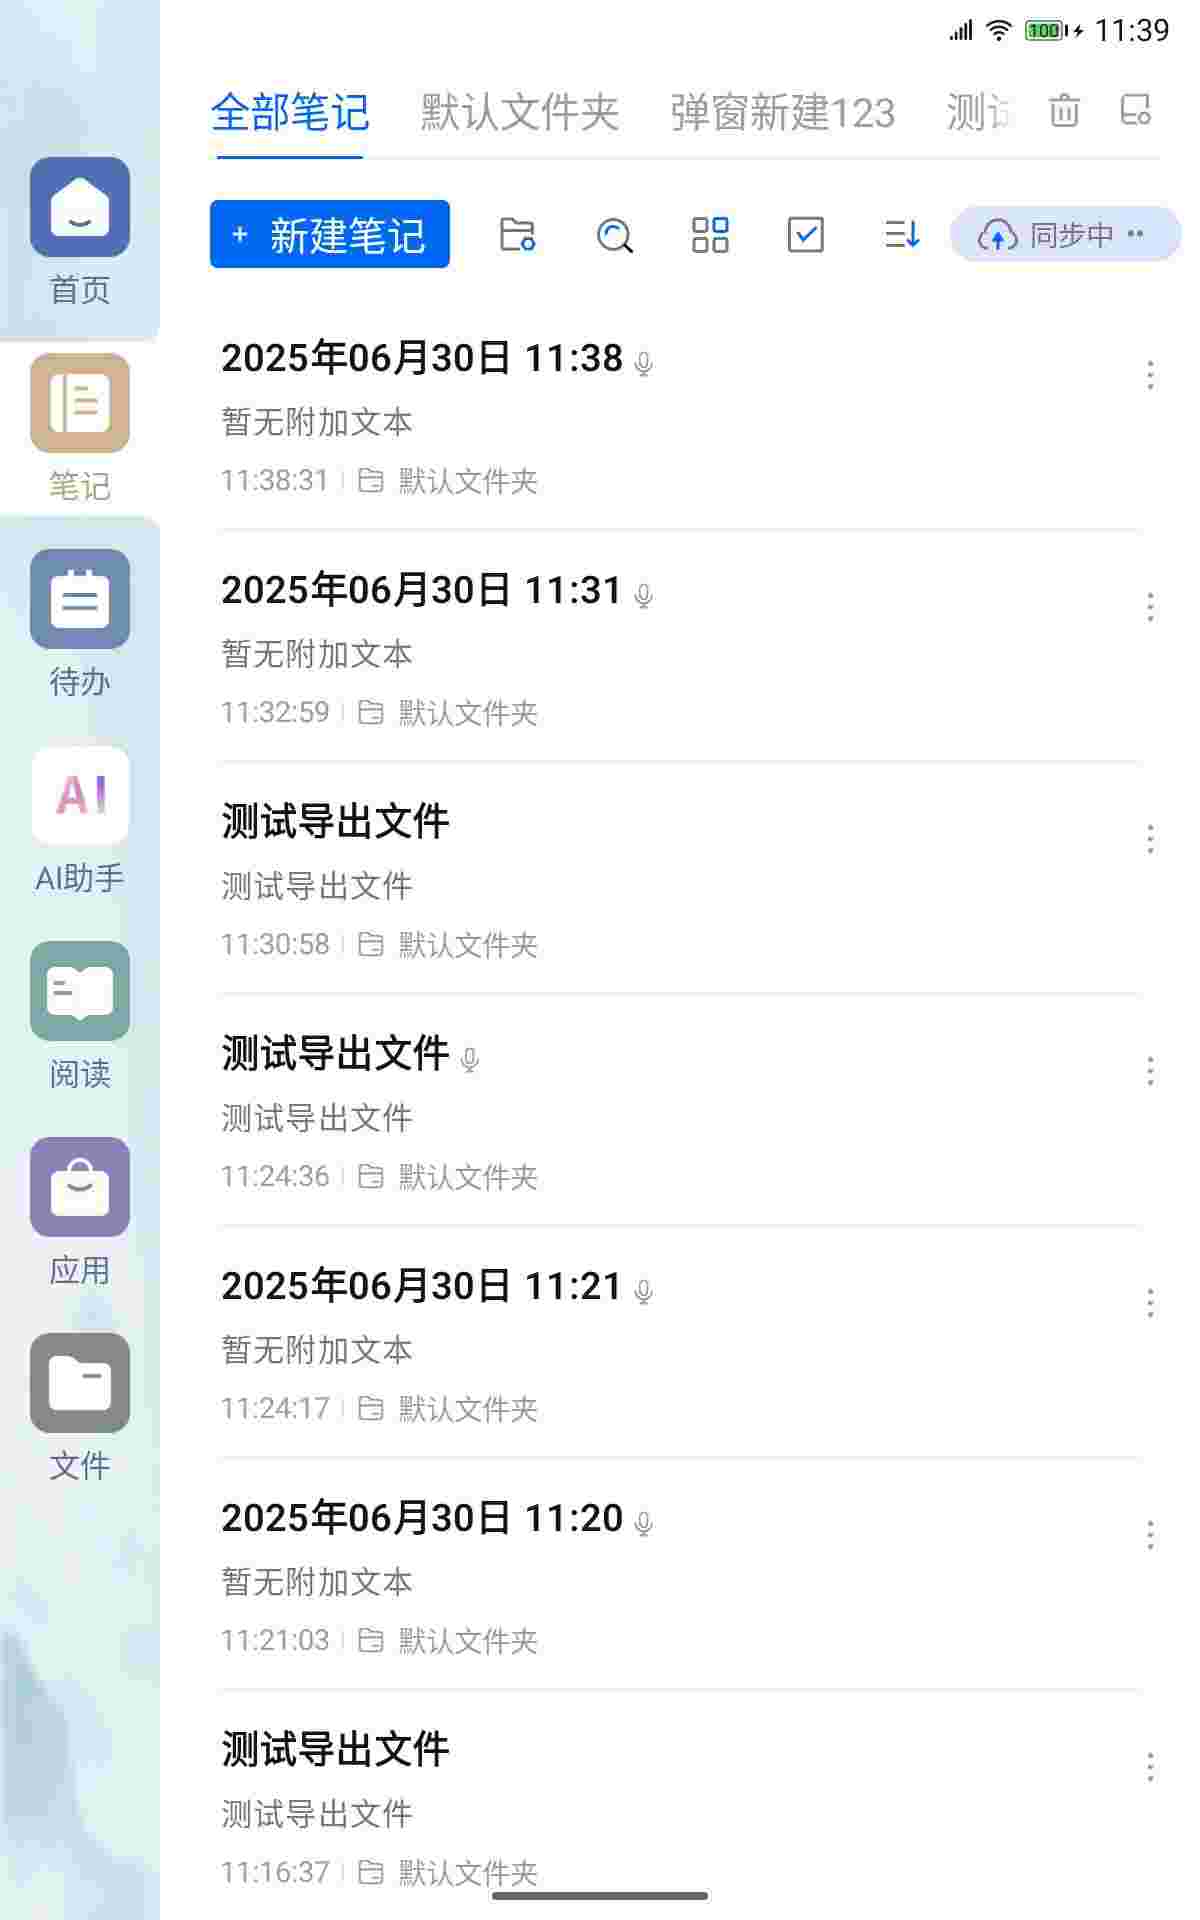 100 11:39
全部笔记 默认文件夹 弹窗新建123 测试
+ 新建笔记 同步中 ··
首页
笔记
待办
AI
AI助手
阅读
应用
文件
2025年06月30日 11:38
暂无附加文本
11:38:31 默认文件夹
2025年06月30日 11:31
暂无附加文本
11:32:59 默认文件夹
测试导出文件
测试导出文件
11:30:58 默认文件夹
测试导出文件
测试导出文件
11:24:36 默认文件夹
2025年06月30日 11:21
暂无附加文本
11:24:17 默认文件夹
2025年06月30日 11:20
暂无附加文本
11:21:03 默认文件夹
测试导出文件
测试导出文件
11:16:37 默认文件夹